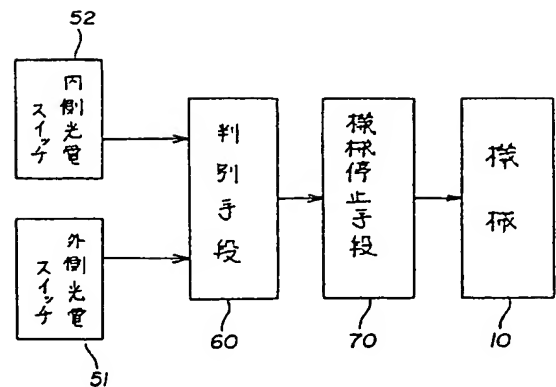 52
内側光電
スイッチ
外側光電
スイッチ
51
判別手段
60
機械停止手段
70
機械
10